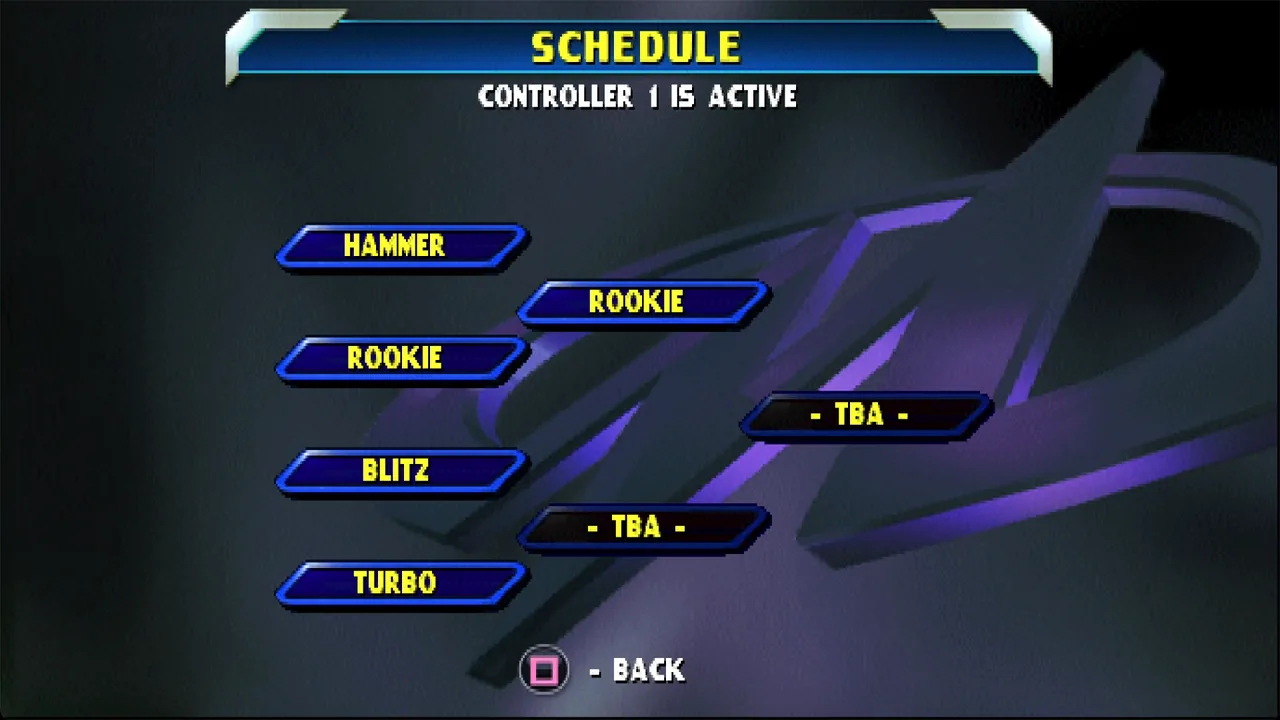 SCHEDULE
CONTROLLER 1 IS ACTIVE
HAMMER
ROOKIE
ROOKIE
- TBA -
BLITZ
- TBA -
TURBO
- BACK